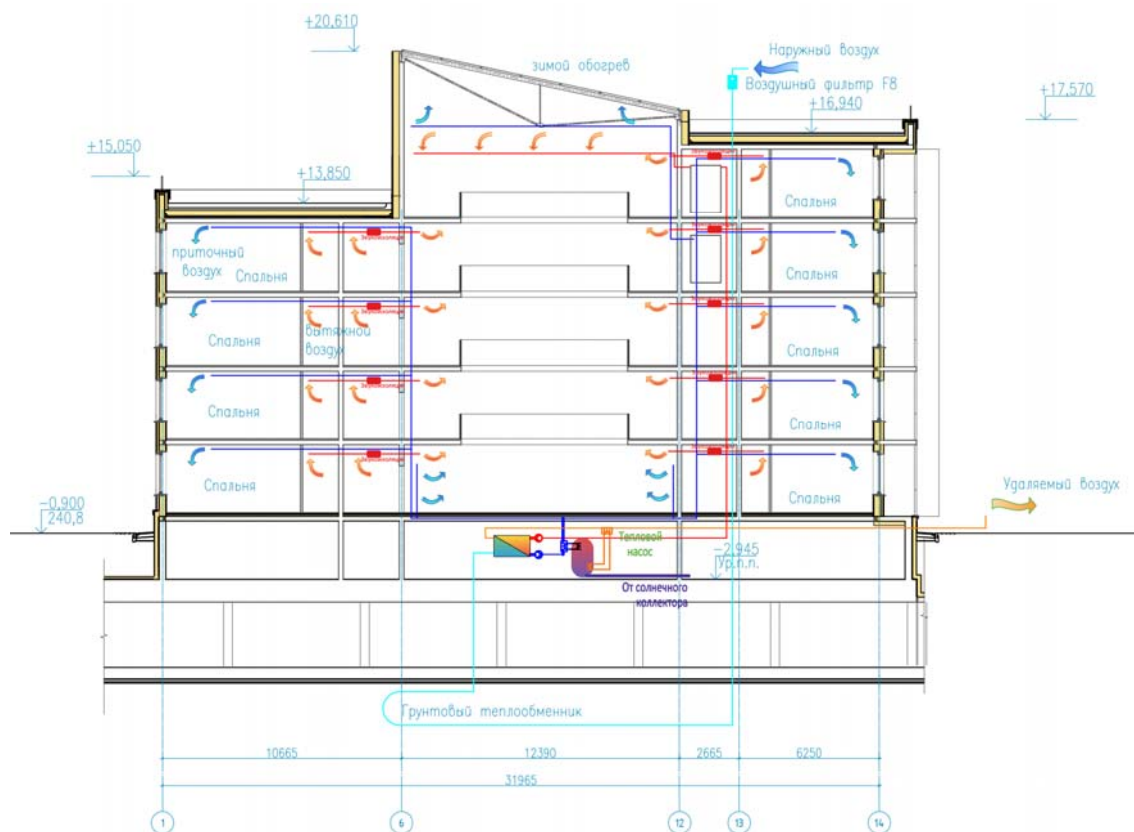 +20,610
зимой обогрев
Наружный воздух
Воздушный фильтр F8
+16,940
+17,570
+15,050
+13,850
Спальня
приточный
воздух
Спальня
Спальня
Спальня
вытяжной
воздух
Спальня
Спальня
Спальня
Спальня
Спальня
-0,900
240,8
Удаляемый воздух
Тепловой
насос
-2,945
Ур.п.п.
От солнечного
коллектора
Грунтовый теплообменник
10665
12390
2665
6250
31965
1
6
12
13
14